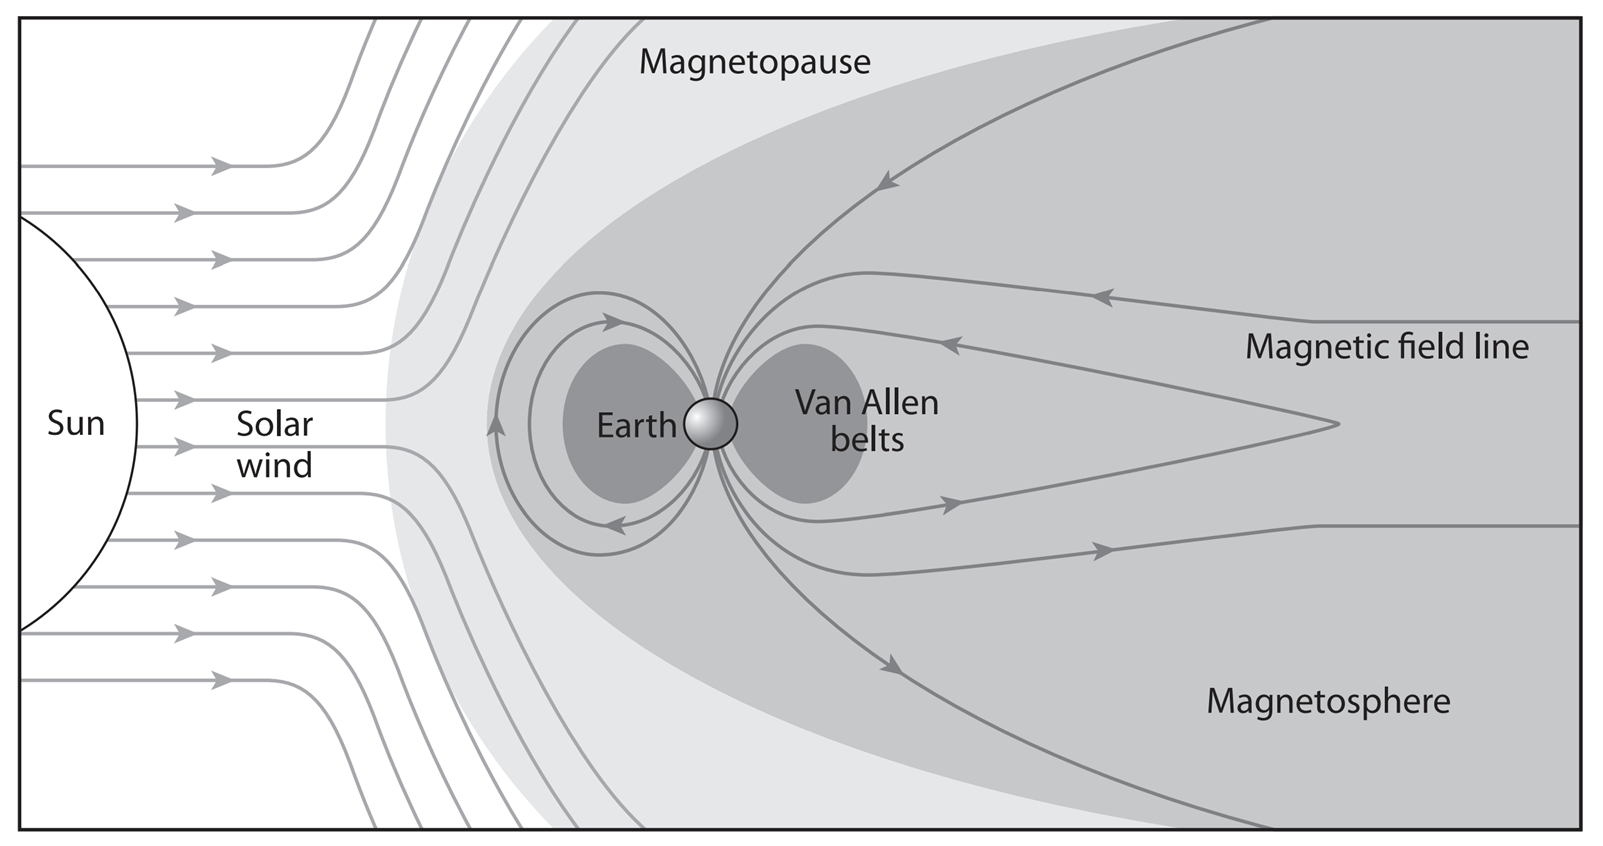 Magnetopause
Magnetic field line
Sun
Solar
wind
Earth
Van Allen
belts
Magnetosphere